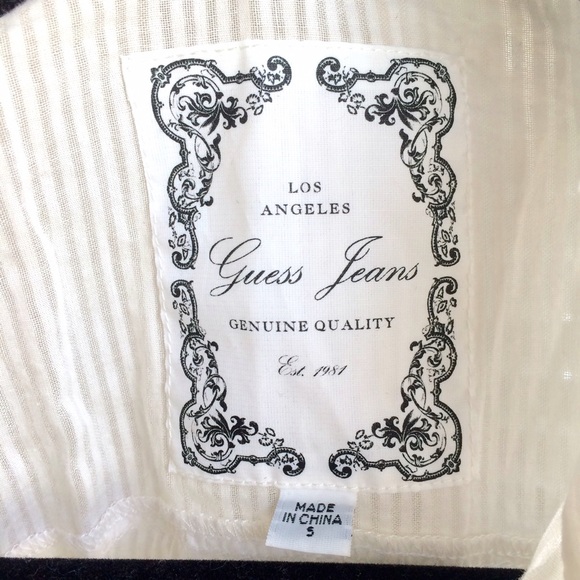 LOS
ANGELES
Guess Jeans
GENUINE QUALITY
Est. 1981
MADE
IN CHINA
S